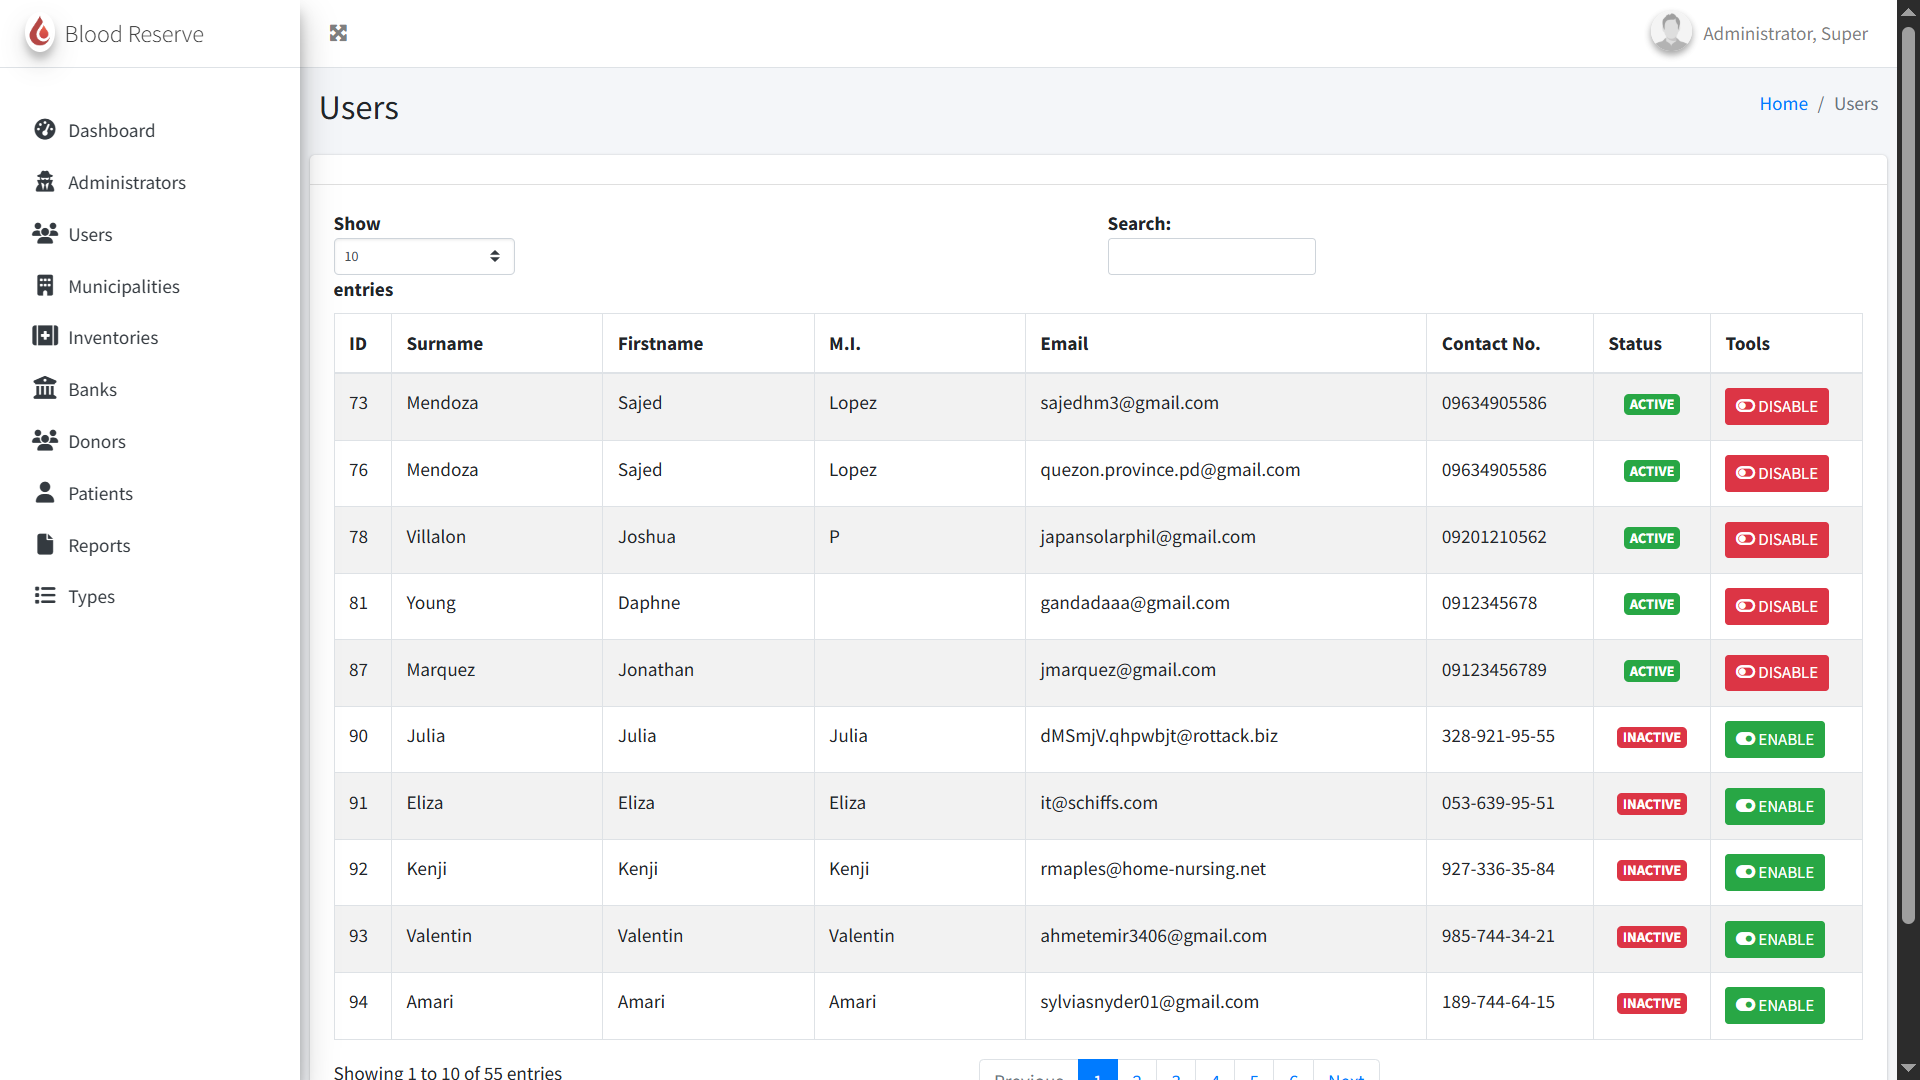 Blood Reserve
Administrator, Super
Dashboard
Administrators
Users
Municipalities
Inventories
Banks
Donors
Patients
Reports
Types
Users
Home / Users
Show
10
entries
Search:
ID Surname Firstname M.I. Email Contact No. Status Tools
73 Mendoza Sajed Lopez sajedhm3@gmail.com 09634905586 ACTIVE DISABLE
76 Mendoza Sajed Lopez quezon.province.pd@gmail.com 09634905586 ACTIVE DISABLE
78 Villalon Joshua P japansolarphil@gmail.com 09201210562 ACTIVE DISABLE
81 Young Daphne gandadaaa@gmail.com 0912345678 ACTIVE DISABLE
87 Marquez Jonathan jmarquez@gmail.com 09123456789 ACTIVE DISABLE
90 Julia Julia Julia dMSmjV.qhpwbjt@rottack.biz 328-921-95-55 INACTIVE ENABLE
91 Eliza Eliza Eliza it@schiffs.com 053-639-95-51 INACTIVE ENABLE
92 Kenji Kenji Kenji rmaples@home-nursing.net 927-336-35-84 INACTIVE ENABLE
93 Valentin Valentin Valentin ahmetemir3406@gmail.com 985-744-34-21 INACTIVE ENABLE
94 Amari Amari Amari sylviasnyder01@gmail.com 189-744-64-15 INACTIVE ENABLE
Showing 1 to 10 of 55 entries
Previous 1 2 3 4 5 6 Next